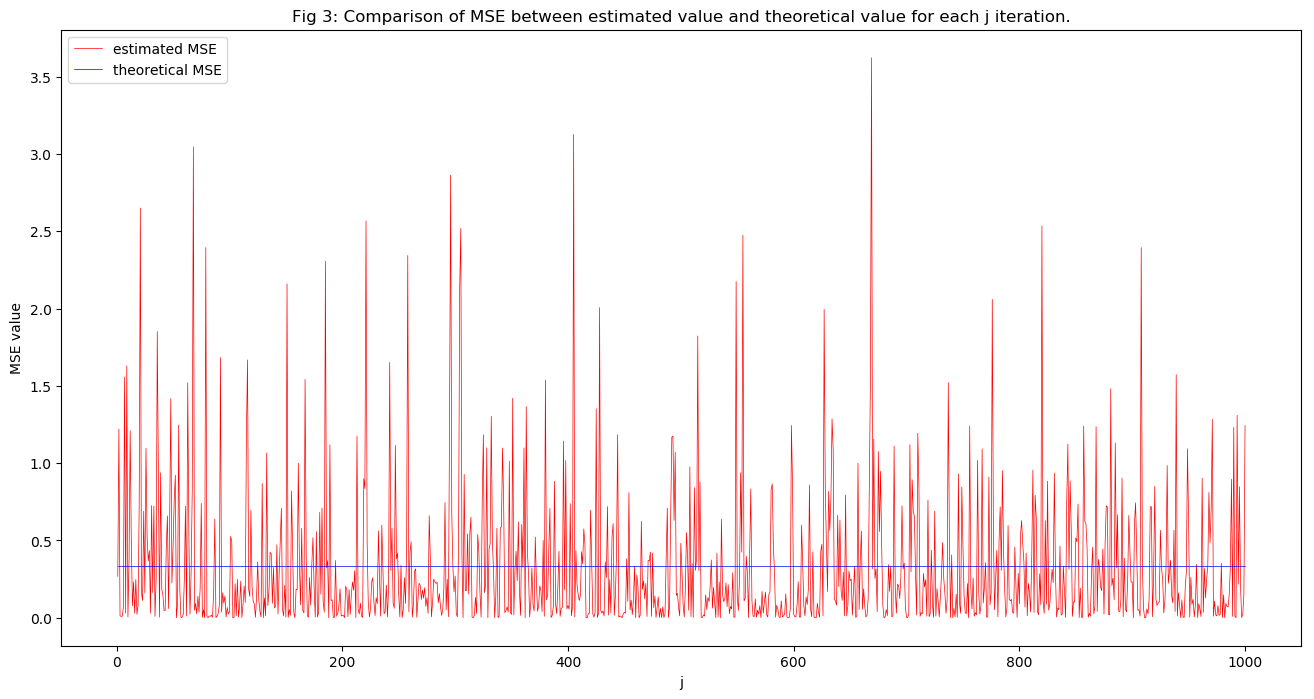 Fig 3: Comparison of MSE between estimated value and theoretical value for each j iteration.
estimated MSE
theoretical MSE
3.5
3.0
2.5
2.0
1.5
1.0
0.5
0.0
MSE value
0 200 400 600 800 1000
j